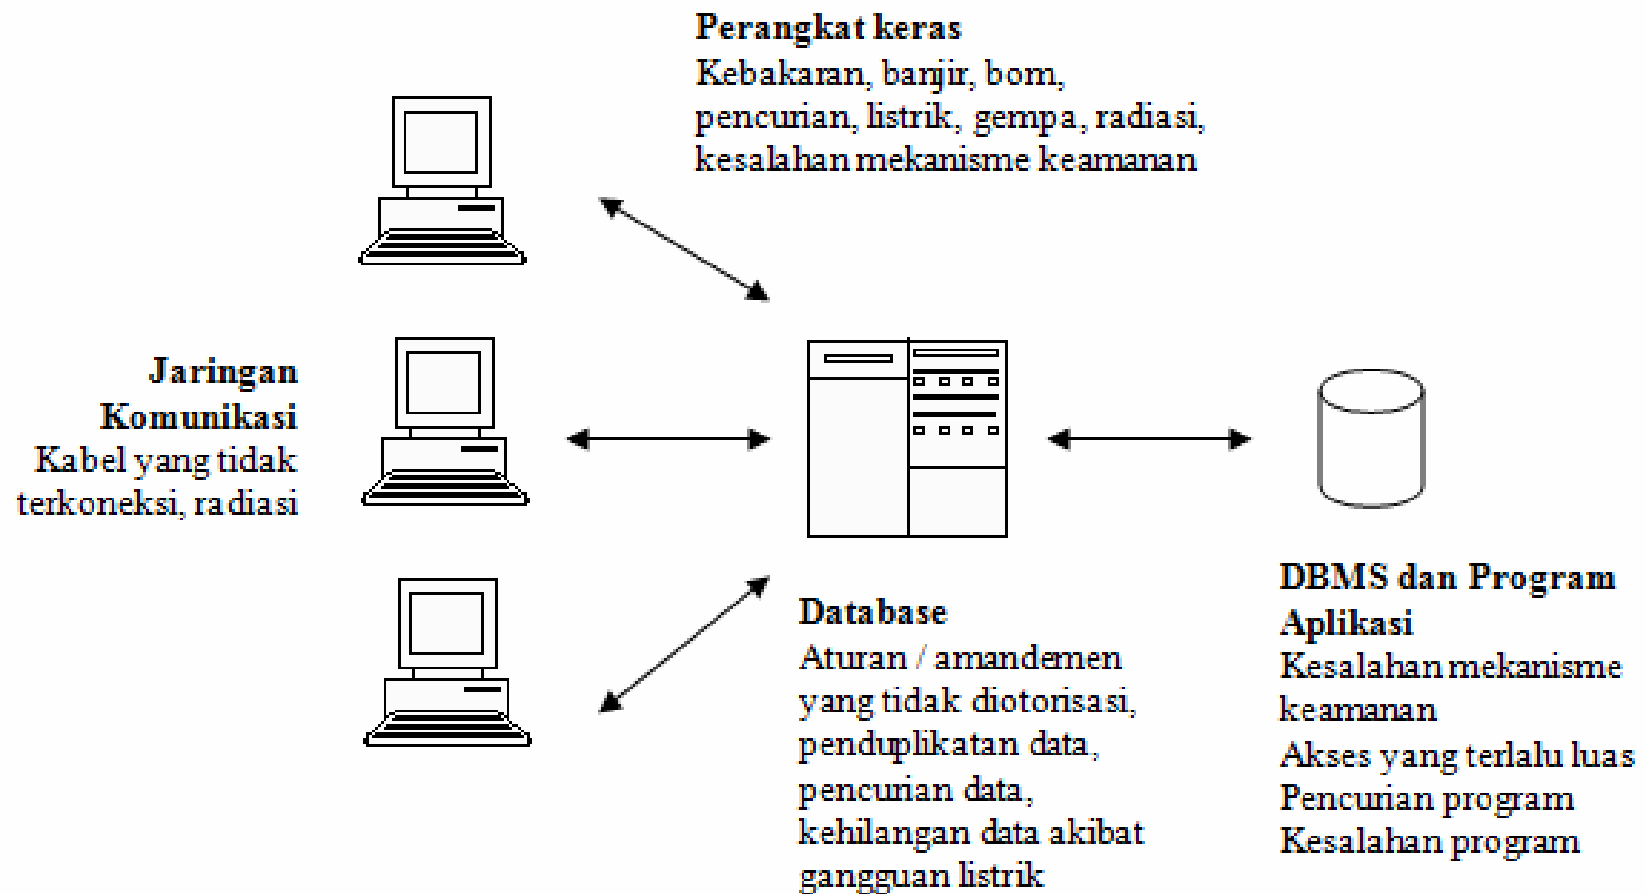 Perangkat keras
Kebakaran, banjir, bom,
pencurian, listrik, gempa, radiasi,
kesalahan mekanisme keamanan
Jaringan
Komunikasi
Kabel yang tidak
terkoneksi, radiasi
Database
Aturan / amandemen
yang tidak diotorisasi,
penduplikatan data,
pencurian data,
kehilangan data akibat
gangguan listrik
DBMS dan Program
Aplikasi
Kesalahan mekanisme
keamanan
Akses yang terlalu luas
Pencurian program
Kesalahan program